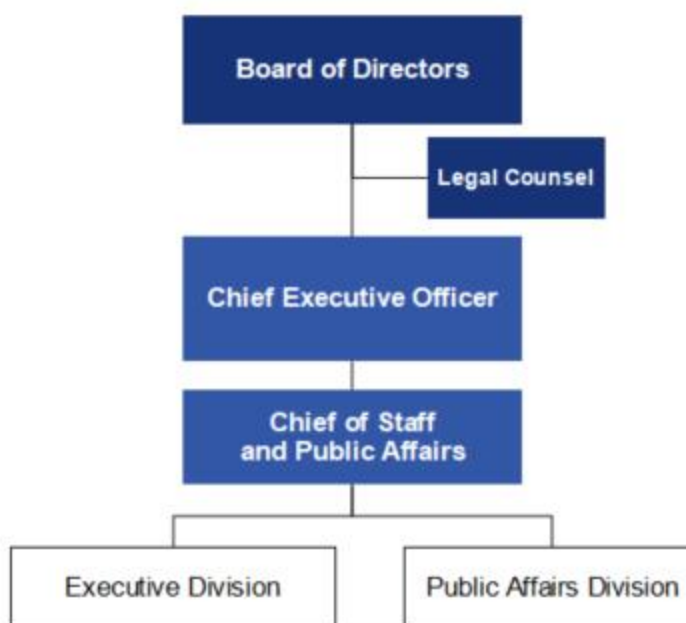 Board of Directors
Legal Counsel
Chief Executive Officer
Chief of Staff
and Public Affairs
Executive Division
Public Affairs Division